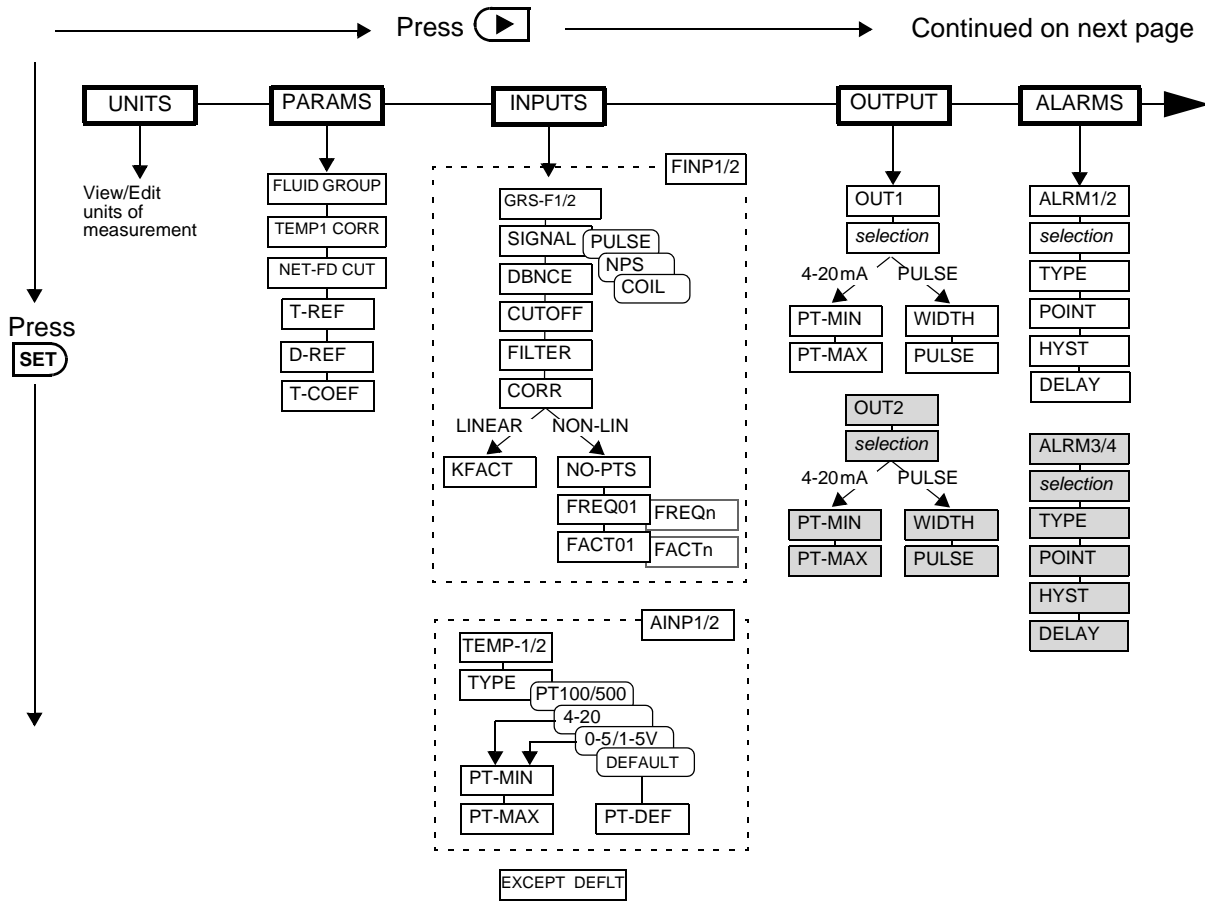 Press
Continued on next page
UNITS
PARAMS
INPUTS
OUTPUT
ALARMS
Press
SET
View/Edit
units of
measurement
FLUID GROUP
TEMP1 CORR
NET-FD CUT
T-REF
D-REF
T-COEF
FINP1/2
GRS-F1/2
SIGNAL
PULSE
NPS
COIL
DBNCE
CUTOFF
FILTER
CORR
LINEAR
NON-LIN
KFACT
NO-PTS
FREQ01
FREQn
FACT01
FACTn
AINP1/2
TEMP-1/2
TYPE
PT100/500
4-20
0-5/1-5V
DEFAULT
PT-MIN
PT-MAX
PT-DEF
EXCEPT DEFLT
OUT1
selection
4-20mA
PULSE
PT-MIN
WIDTH
PT-MAX
PULSE
OUT2
selection
4-20mA
PULSE
PT-MIN
WIDTH
PT-MAX
PULSE
ALRM1/2
selection
TYPE
POINT
HYST
DELAY
ALRM3/4
selection
TYPE
POINT
HYST
DELAY